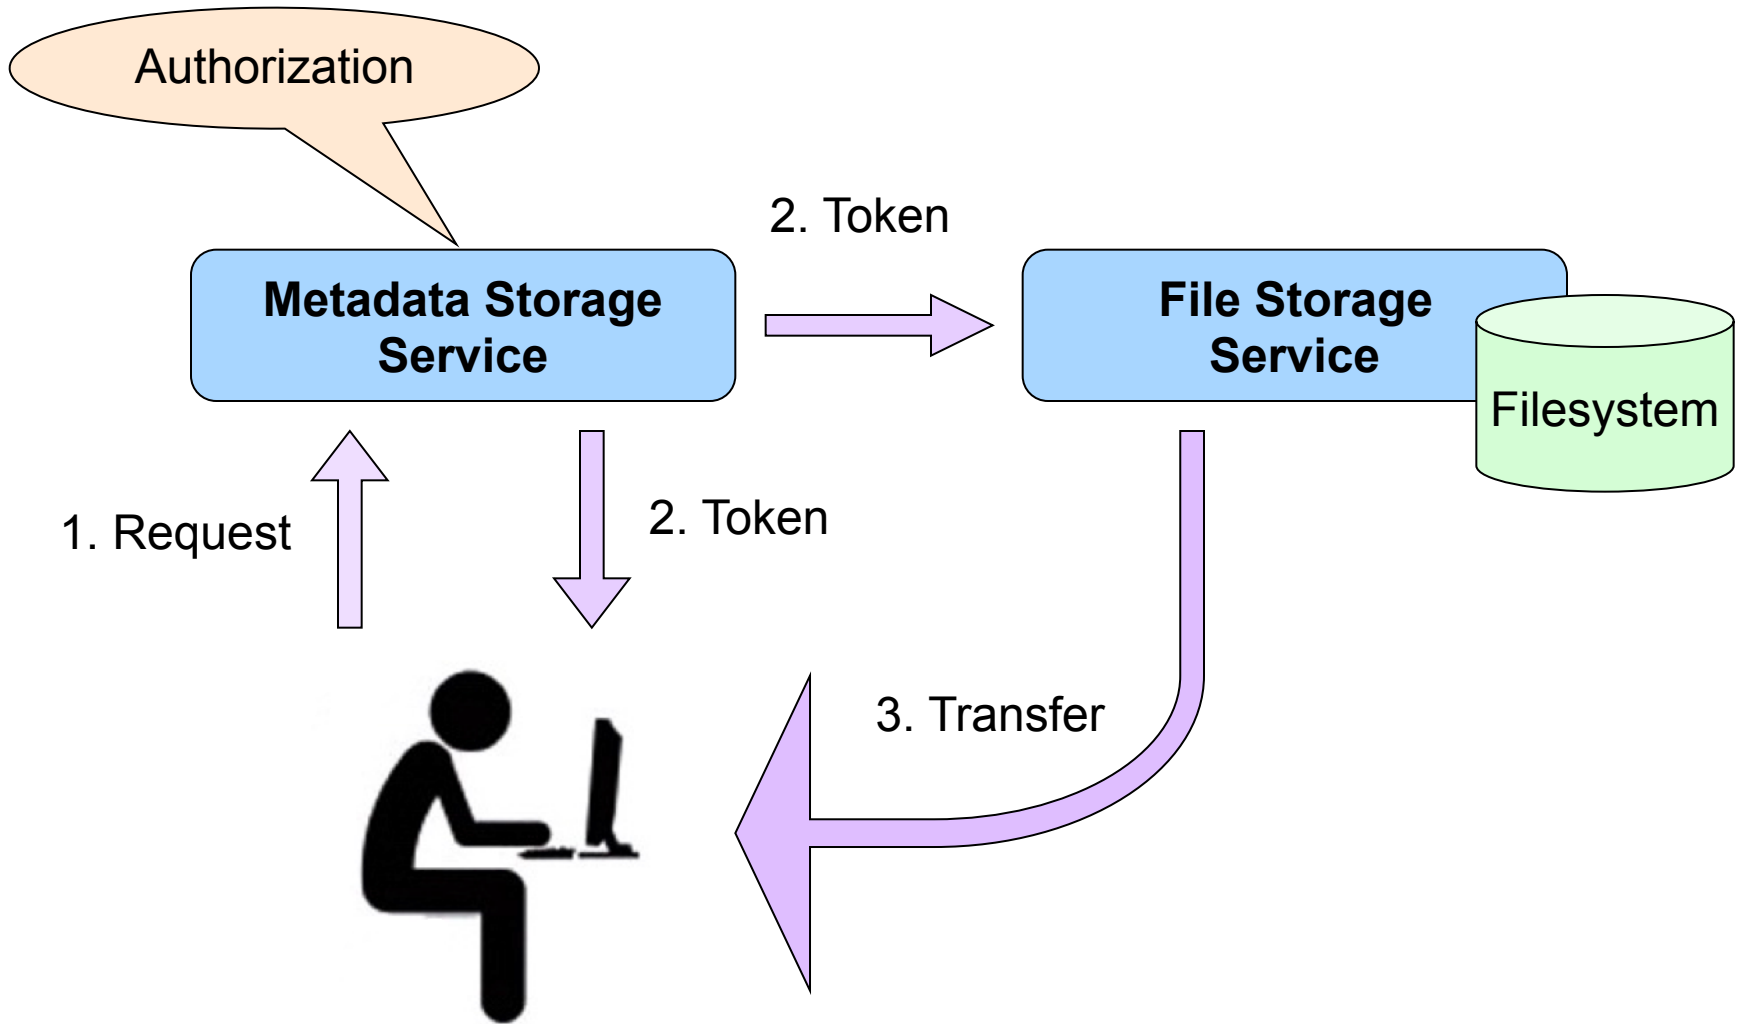 Authorization
2. Token
Metadata Storage
Service
File Storage
Service
Filesystem
1. Request
2. Token
3. Transfer